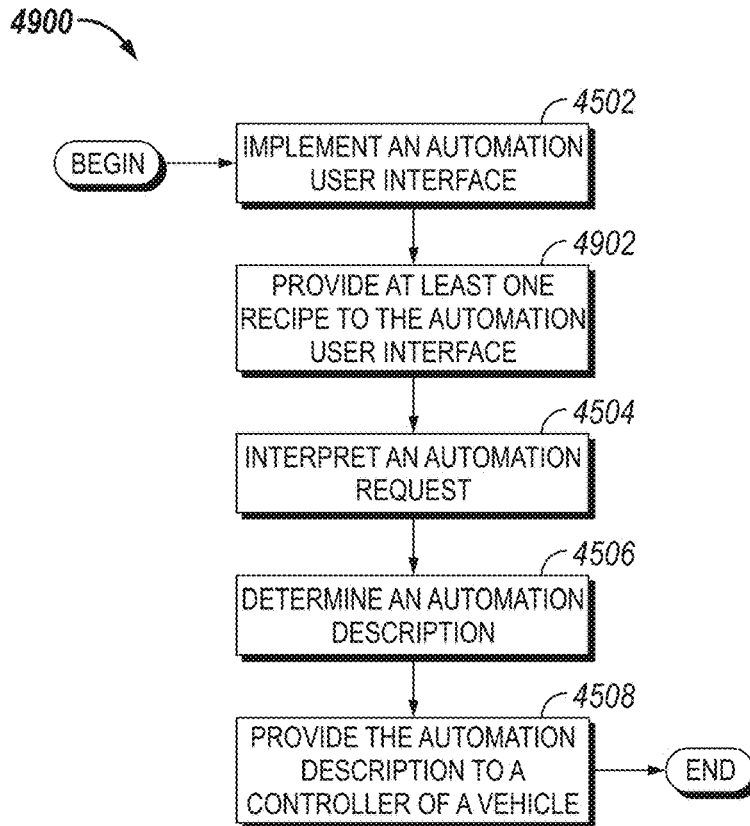 4900
4502
BEGIN
IMPLEMENT AN AUTOMATION
USER INTERFACE
4902
PROVIDE AT LEAST ONE
RECIPE TO THE AUTOMATION
USER INTERFACE
4504
INTERPRET AN AUTOMATION
REQUEST
4506
DETERMINE AN AUTOMATION
DESCRIPTION
4508
PROVIDE THE AUTOMATION
DESCRIPTION TO A
CONTROLLER OF A VEHICLE
END